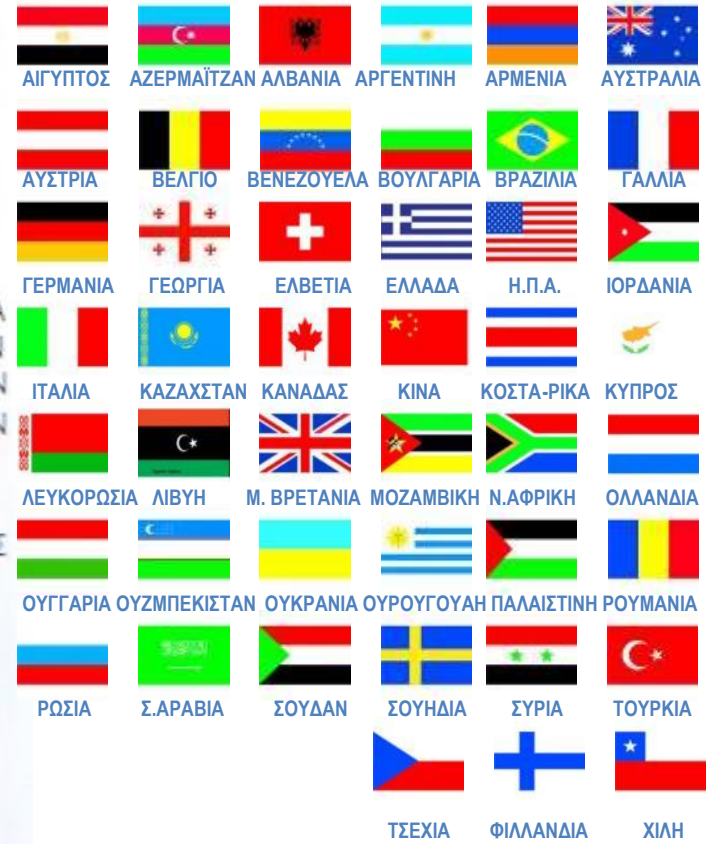 ΑΙΓΥΠΤΟΣ ΑΖΕΡΜΑΪΤΖΑΝ ΑΛΒΑΝΙΑ ΑΡΓΕΝΤΙΝΗ ΑΡΜΕΝΙΑ ΑΥΣΤΡΑΛΙΑ
ΑΥΣΤΡΙΑ ΒΕΛΓΙΟ ΒΕΝΕΖΟΥΕΛΑ ΒΟΥΛΓΑΡΙΑ ΒΡΑΖΙΛΙΑ ΓΑΛΛΙΑ
ΓΕΡΜΑΝΙΑ ΓΕΩΡΓΙΑ ΕΛΒΕΤΙΑ ΕΛΛΑΔΑ Η.Π.Α. ΙΟΡΔΑΝΙΑ
ΙΤΑΛΙΑ ΚΑΖΑΧΣΤΑΝ ΚΑΝΑΔΑΣ ΚΙΝΑ ΚΟΣΤΑ-ΡΙΚΑ ΚΥΠΡΟΣ
ΛΕΥΚΟΡΩΣΙΑ ΛΙΒΥΗ Μ. ΒΡΕΤΑΝΙΑ ΜΟΖΑΜΒΙΚΗ Ν.ΑΦΡΙΚΗ ΟΛΛΑΝΔΙΑ
ΟΥΓΓΑΡΙΑ ΟΥΖΜΠΕΚΙΣΤΑΝ ΟΥΚΡΑΝΙΑ ΟΥΡΟΥΓΟΥΑΗ ΠΑΛΑΙΣΤΙΝΗ ΡΟΥΜΑΝΙΑ
ΡΩΣΙΑ Σ.ΑΡΑΒΙΑ ΣΟΥΔΑΝ ΣΟΥΗΔΙΑ ΣΥΡΙΑ ΤΟΥΡΚΙΑ
ΤΣΕΧΙΑ ΦΙΛΛΑΝΔΙΑ ΧΙΛΗ